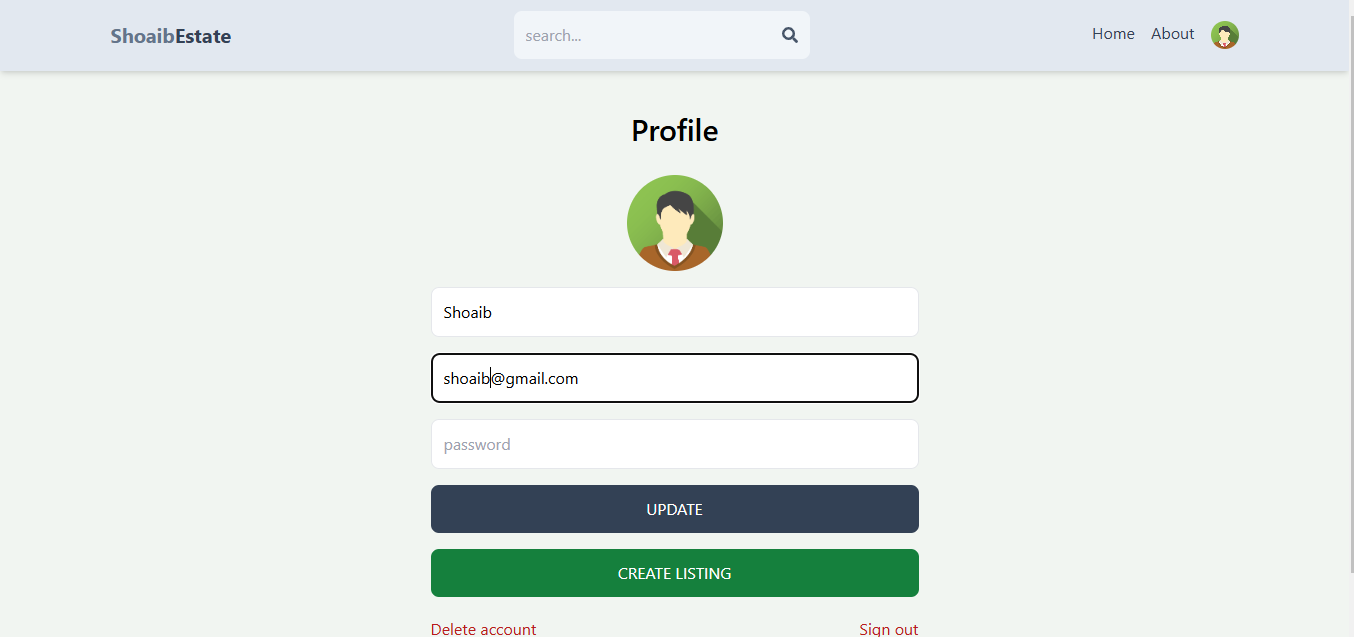 ShoaibEstate
search...
Home About
Profile
Shoaib
shoaib@gmail.com
password
UPDATE
CREATE LISTING
Delete account Sign out